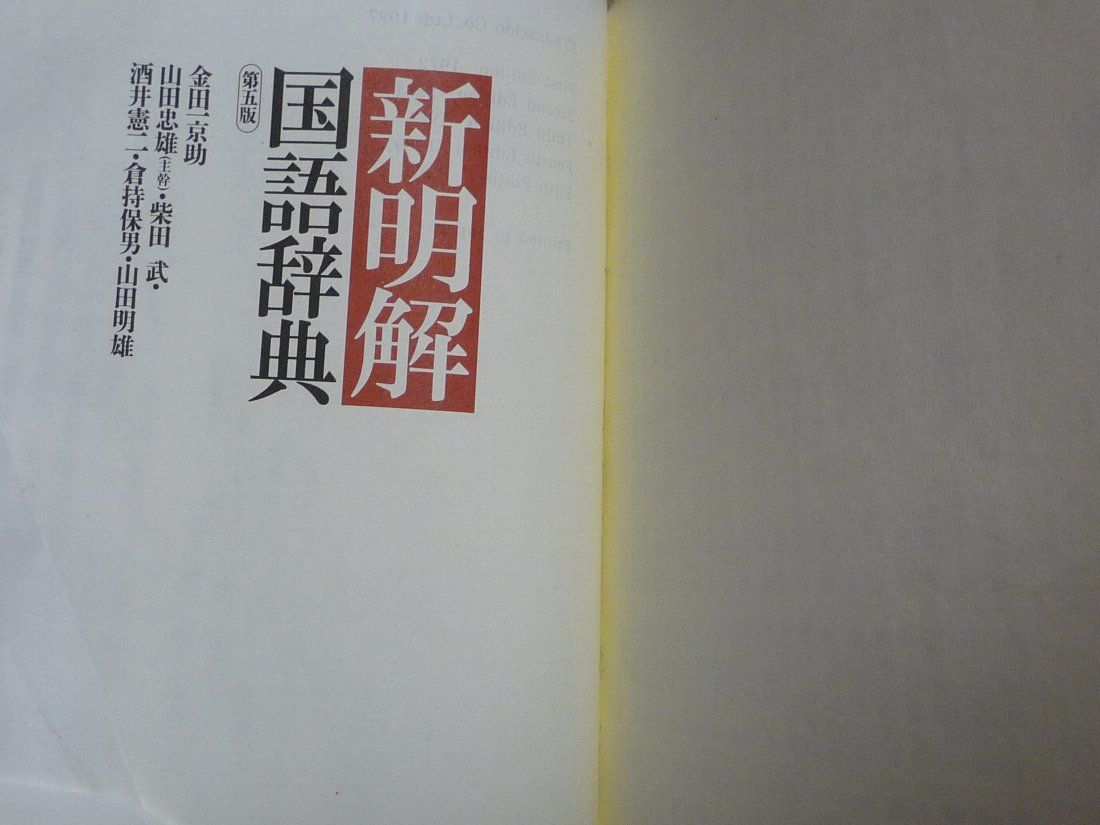 新明解
国語辞典
第五版
金田一京助
山田忠雄(主幹)・柴田 武・
酒井憲二・倉持保男・山田明雄